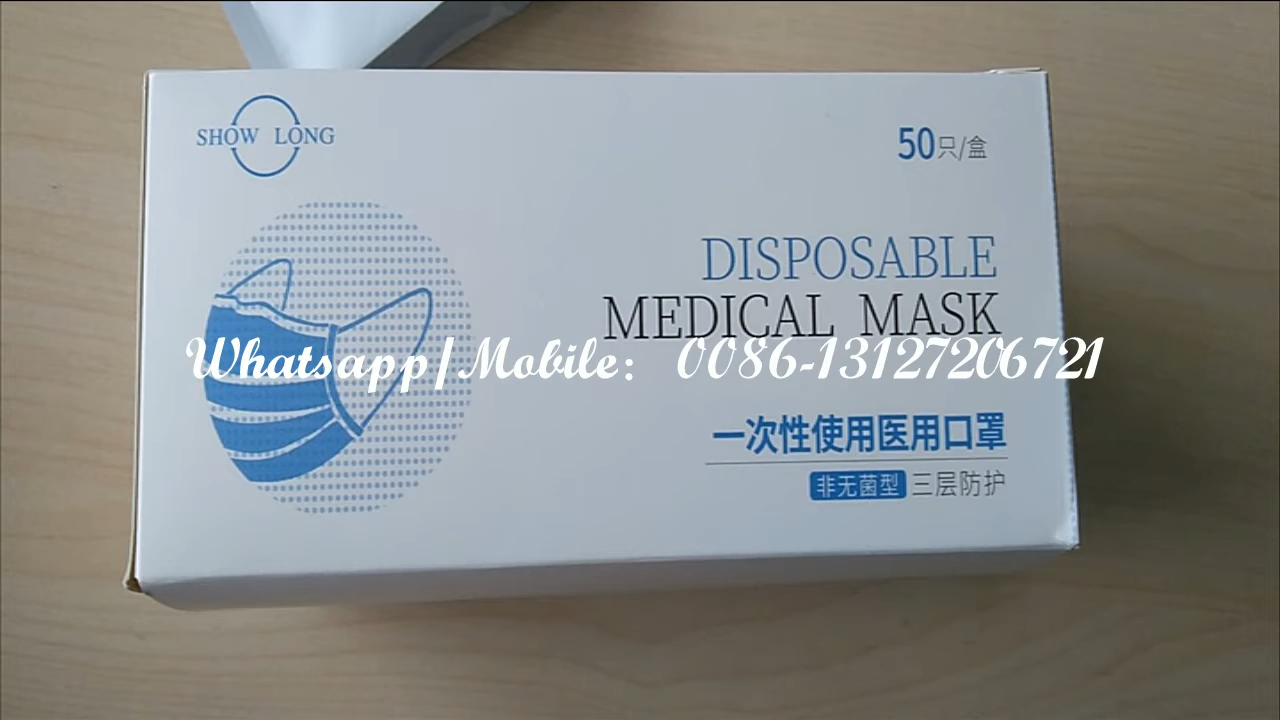 SHOW LONG
50只/盒
DISPOSABLE
MEDICAL MASK
Whatsapp/Mobile： 0086-13127206721
一次性使用医用口罩
非无菌型 三层防护